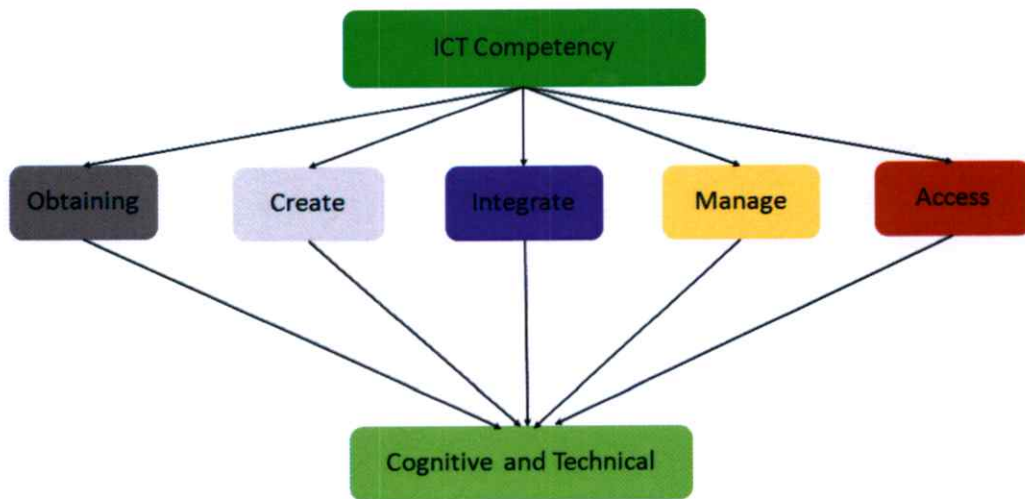 ICT Competency
Obtaining
Create
Integrate
Manage
Access
Cognitive and Technical